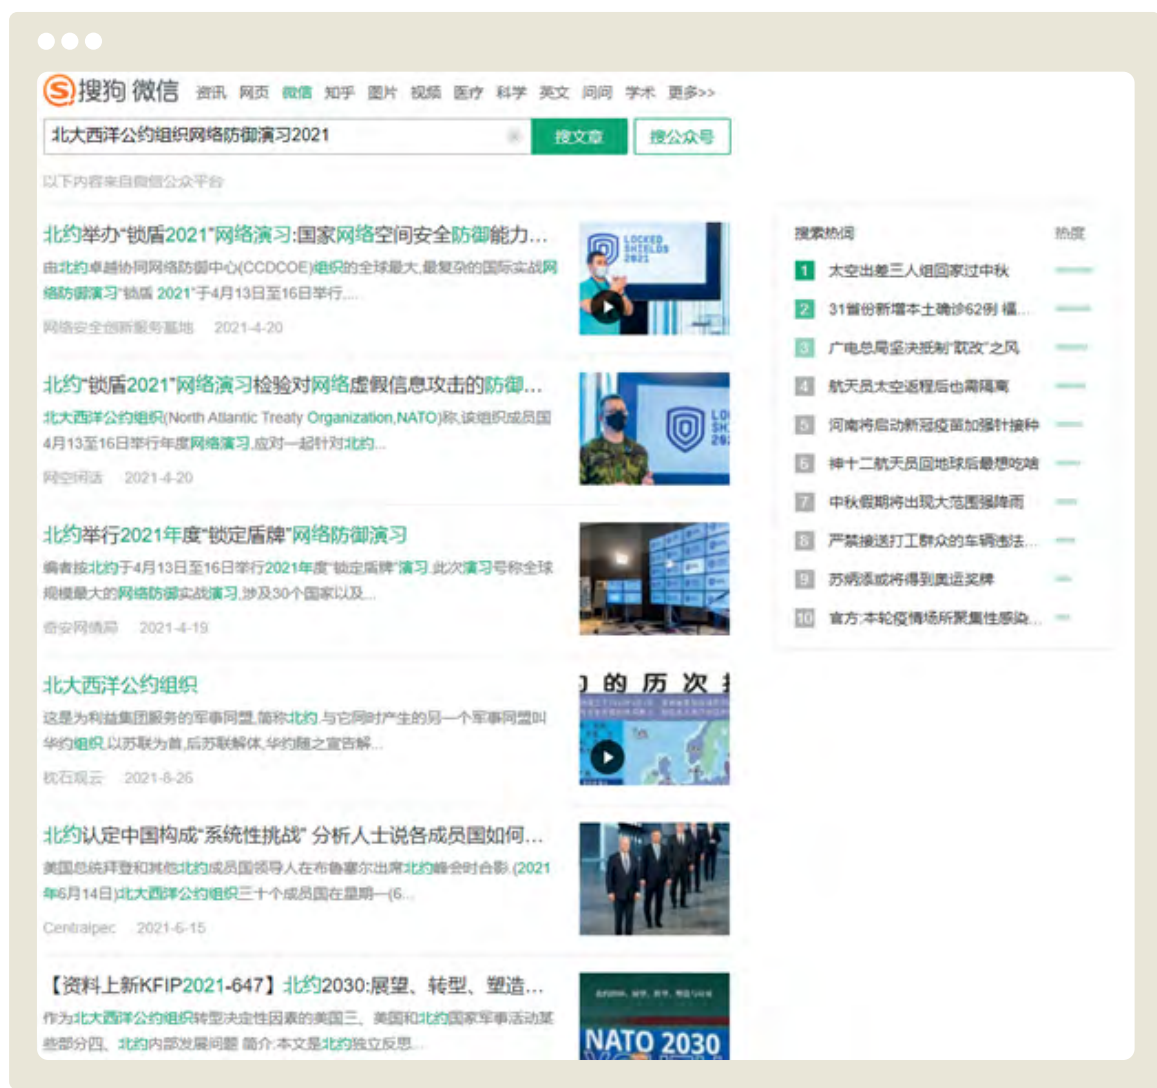 搜狗 微信 资讯 网页 微信 知乎 图片 视频 医疗 科学 英文 问问 学术 更多>>
北大西洋公约组织网络防御演习2021 搜文章 搜公众号
以下内容来自微信公众平台
北约举办“锁盾2021”网络演习:国家网络空间安全防御能力...
由北约卓越协同网络防御中心(CCDCOE)组织的全球最大,最复杂的国际实战网
络防御演习“锁盾 2021”于4月13日至16日举行,...
网络安全创新服务基地 2021-4-20
LOCKED
SHIELDS
2021
北约“锁盾2021”网络演习检验对网络虚假信息攻击的防御...
北大西洋公约组织(North Atlantic Treaty Organization,NATO)称,该组织成员国
4月13至16日举行年度网络演习,应对一起针对北约...
网空闲话 2021-4-20
LO
SH
202
北约举行2021年度“锁定盾牌”网络防御演习
编者按北约于4月13日至16日举行2021年度“锁定盾牌”演习,此次演习号称全球
规模最大的网络防御实战演习,涉及30个国家以及...
奇安网情局 2021-4-19
北大西洋公约组织
这是为利益集团服务的军事同盟,简称北约,与它同时产生的另一个军事同盟叫
华约组织,以苏联为首,后苏联解体,华约随之宣告解...
枕石观云 2021-8-26
的 历 次
北约认定中国构成“系统性挑战” 分析人士说各成员国如何...
美国总统拜登和其他北约成员国领导人在布鲁塞尔出席北约峰会时合影.(2021
年6月14日)北大西洋公约组织三十个成员国在星期一(6...
Centralpec 2021-6-15
【资料上新KFIP2021-647】北约2030:展望、转型、塑造...
作为北大西洋公约组织转型决定性因素的美国三、美国和北约国家军事活动某
些部分四、北约内部发展问题 简介:本文是北约独立反思...
NATO 2030
搜索热词 热度
1 太空出差三人组回家过中秋
2 31省份新增本土确诊62例 福...
3 广电总局坚决抵制“耽改”之风
4 航天员太空返程后也需隔离
5 河南将启动新冠疫苗加强针接种
6 神十二航天员回地球后最想吃啥
7 中秋假期将出现大范围强降雨
8 严禁接送打工群众的车辆违法...
9 苏炳添或将得到奥运奖牌
10 官方:本轮疫情场所聚集性感染...